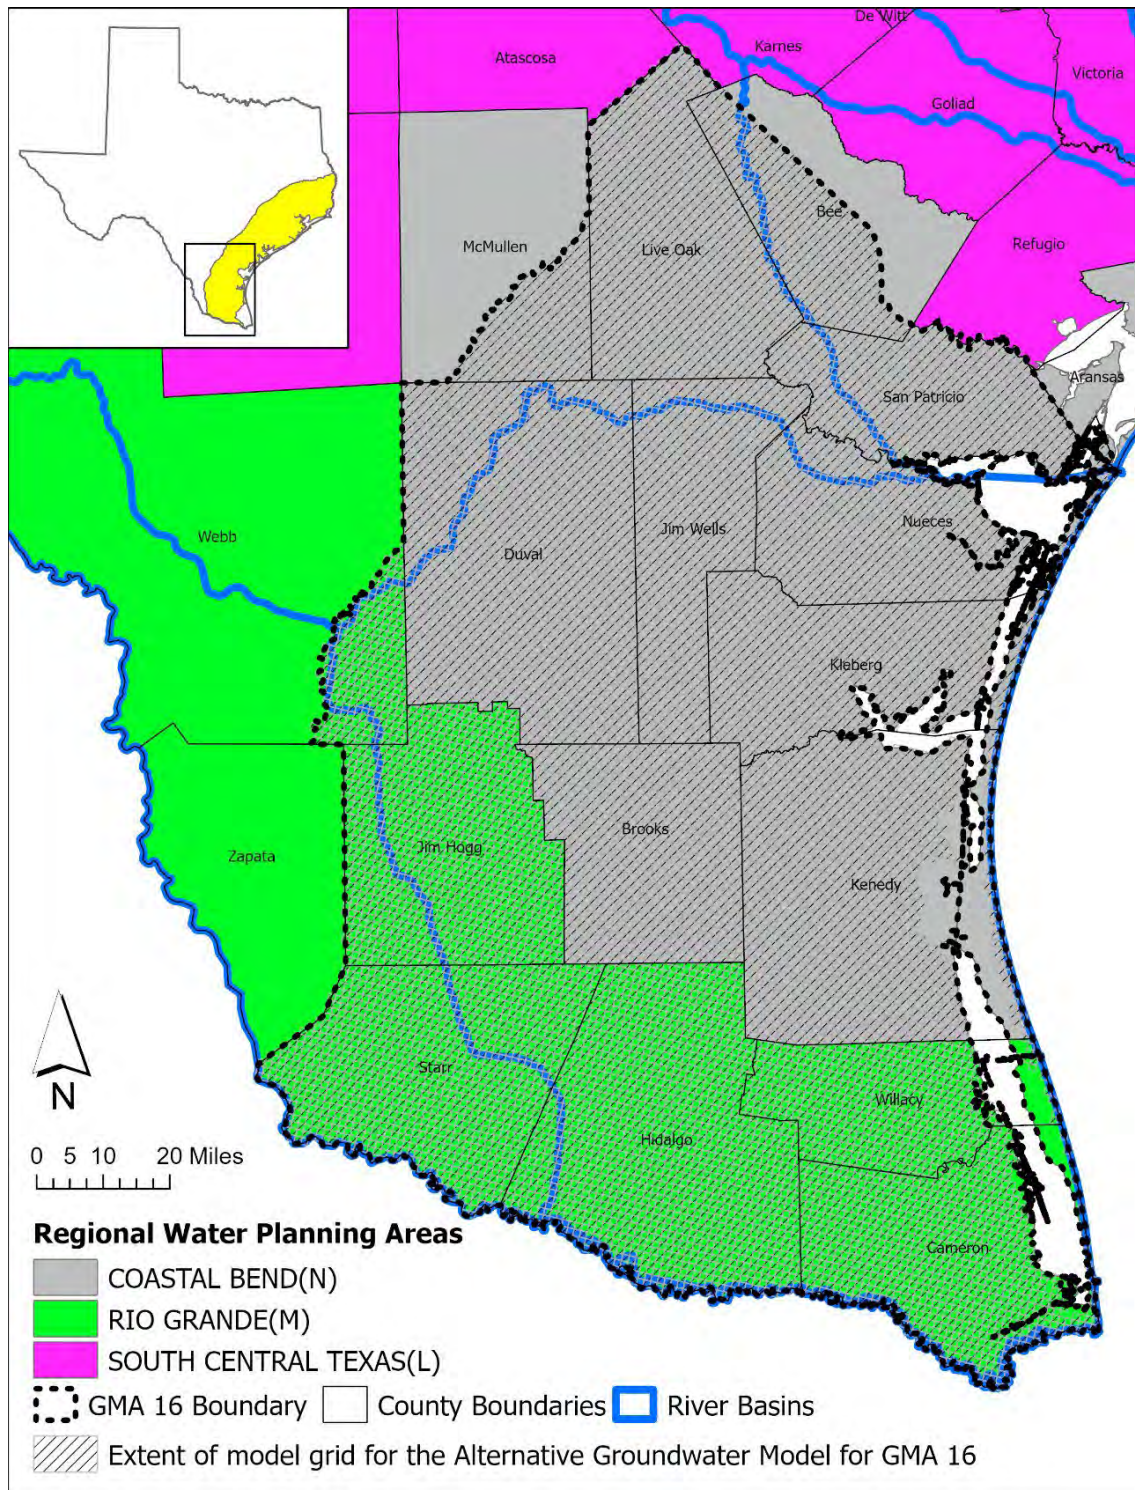 De Witt
Karnes
Atascosa
Victoria
Goliad
Bee
McMullen
Live Oak
Refugio
Aransas
San Patricio
Nueces
Jim Wells
Webb
Duval
Kleberg
Brooks
Jim Hogg
Zapata
Kenedy
Starr
Willacy
Hidalgo
Cameron
N
0 5 10 20 Miles
Regional Water Planning Areas
COASTAL BEND(N)
RIO GRANDE(M)
SOUTH CENTRAL TEXAS(L)
GMA 16 Boundary County Boundaries River Basins
Extent of model grid for the Alternative Groundwater Model for GMA 16